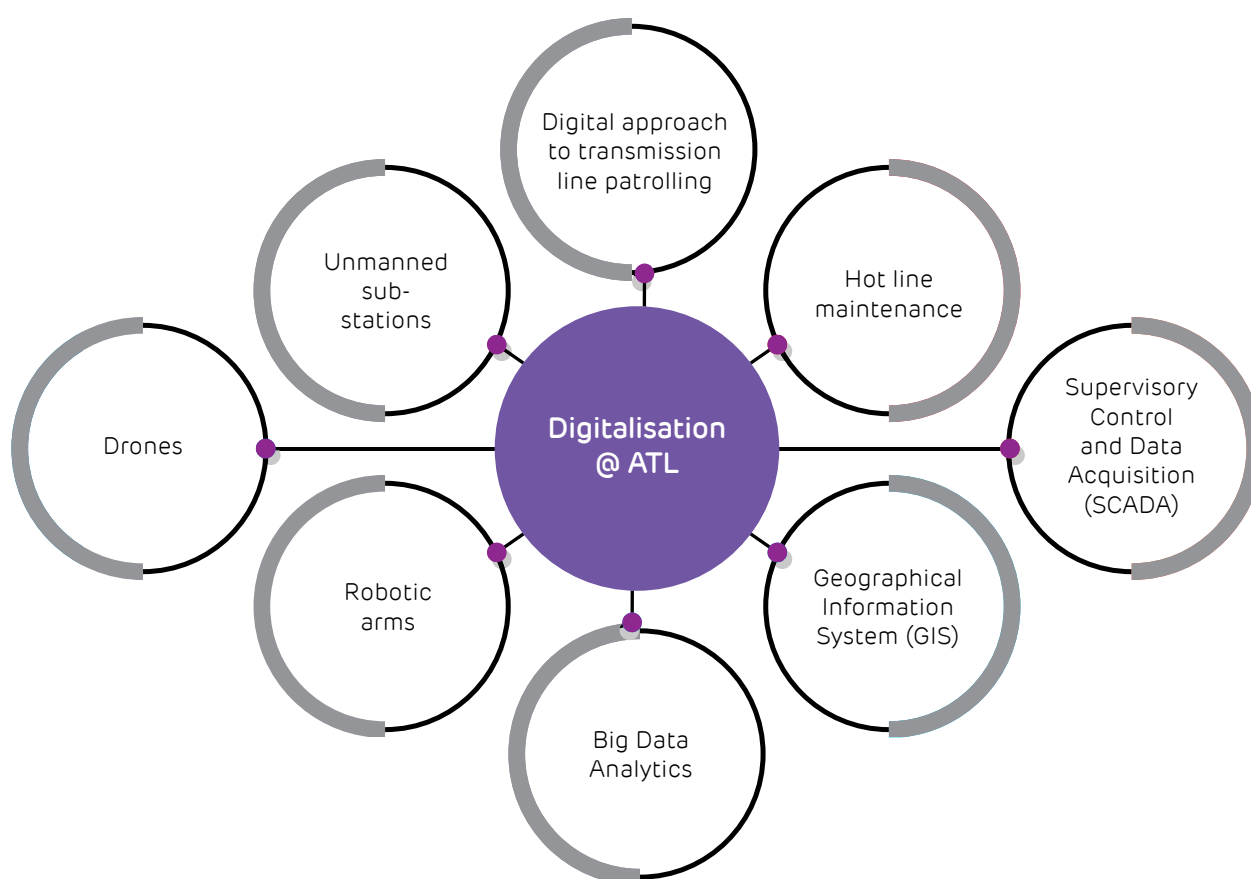 Digital approach
to transmission
line patrolling
Unmanned
sub-
stations
Hot line
maintenance
Drones
Digitalisation
@ ATL
Supervisory
Control
and Data
Acquisition
(SCADA)
Robotic
arms
Geographical
Information
System (GIS)
Big Data
Analytics